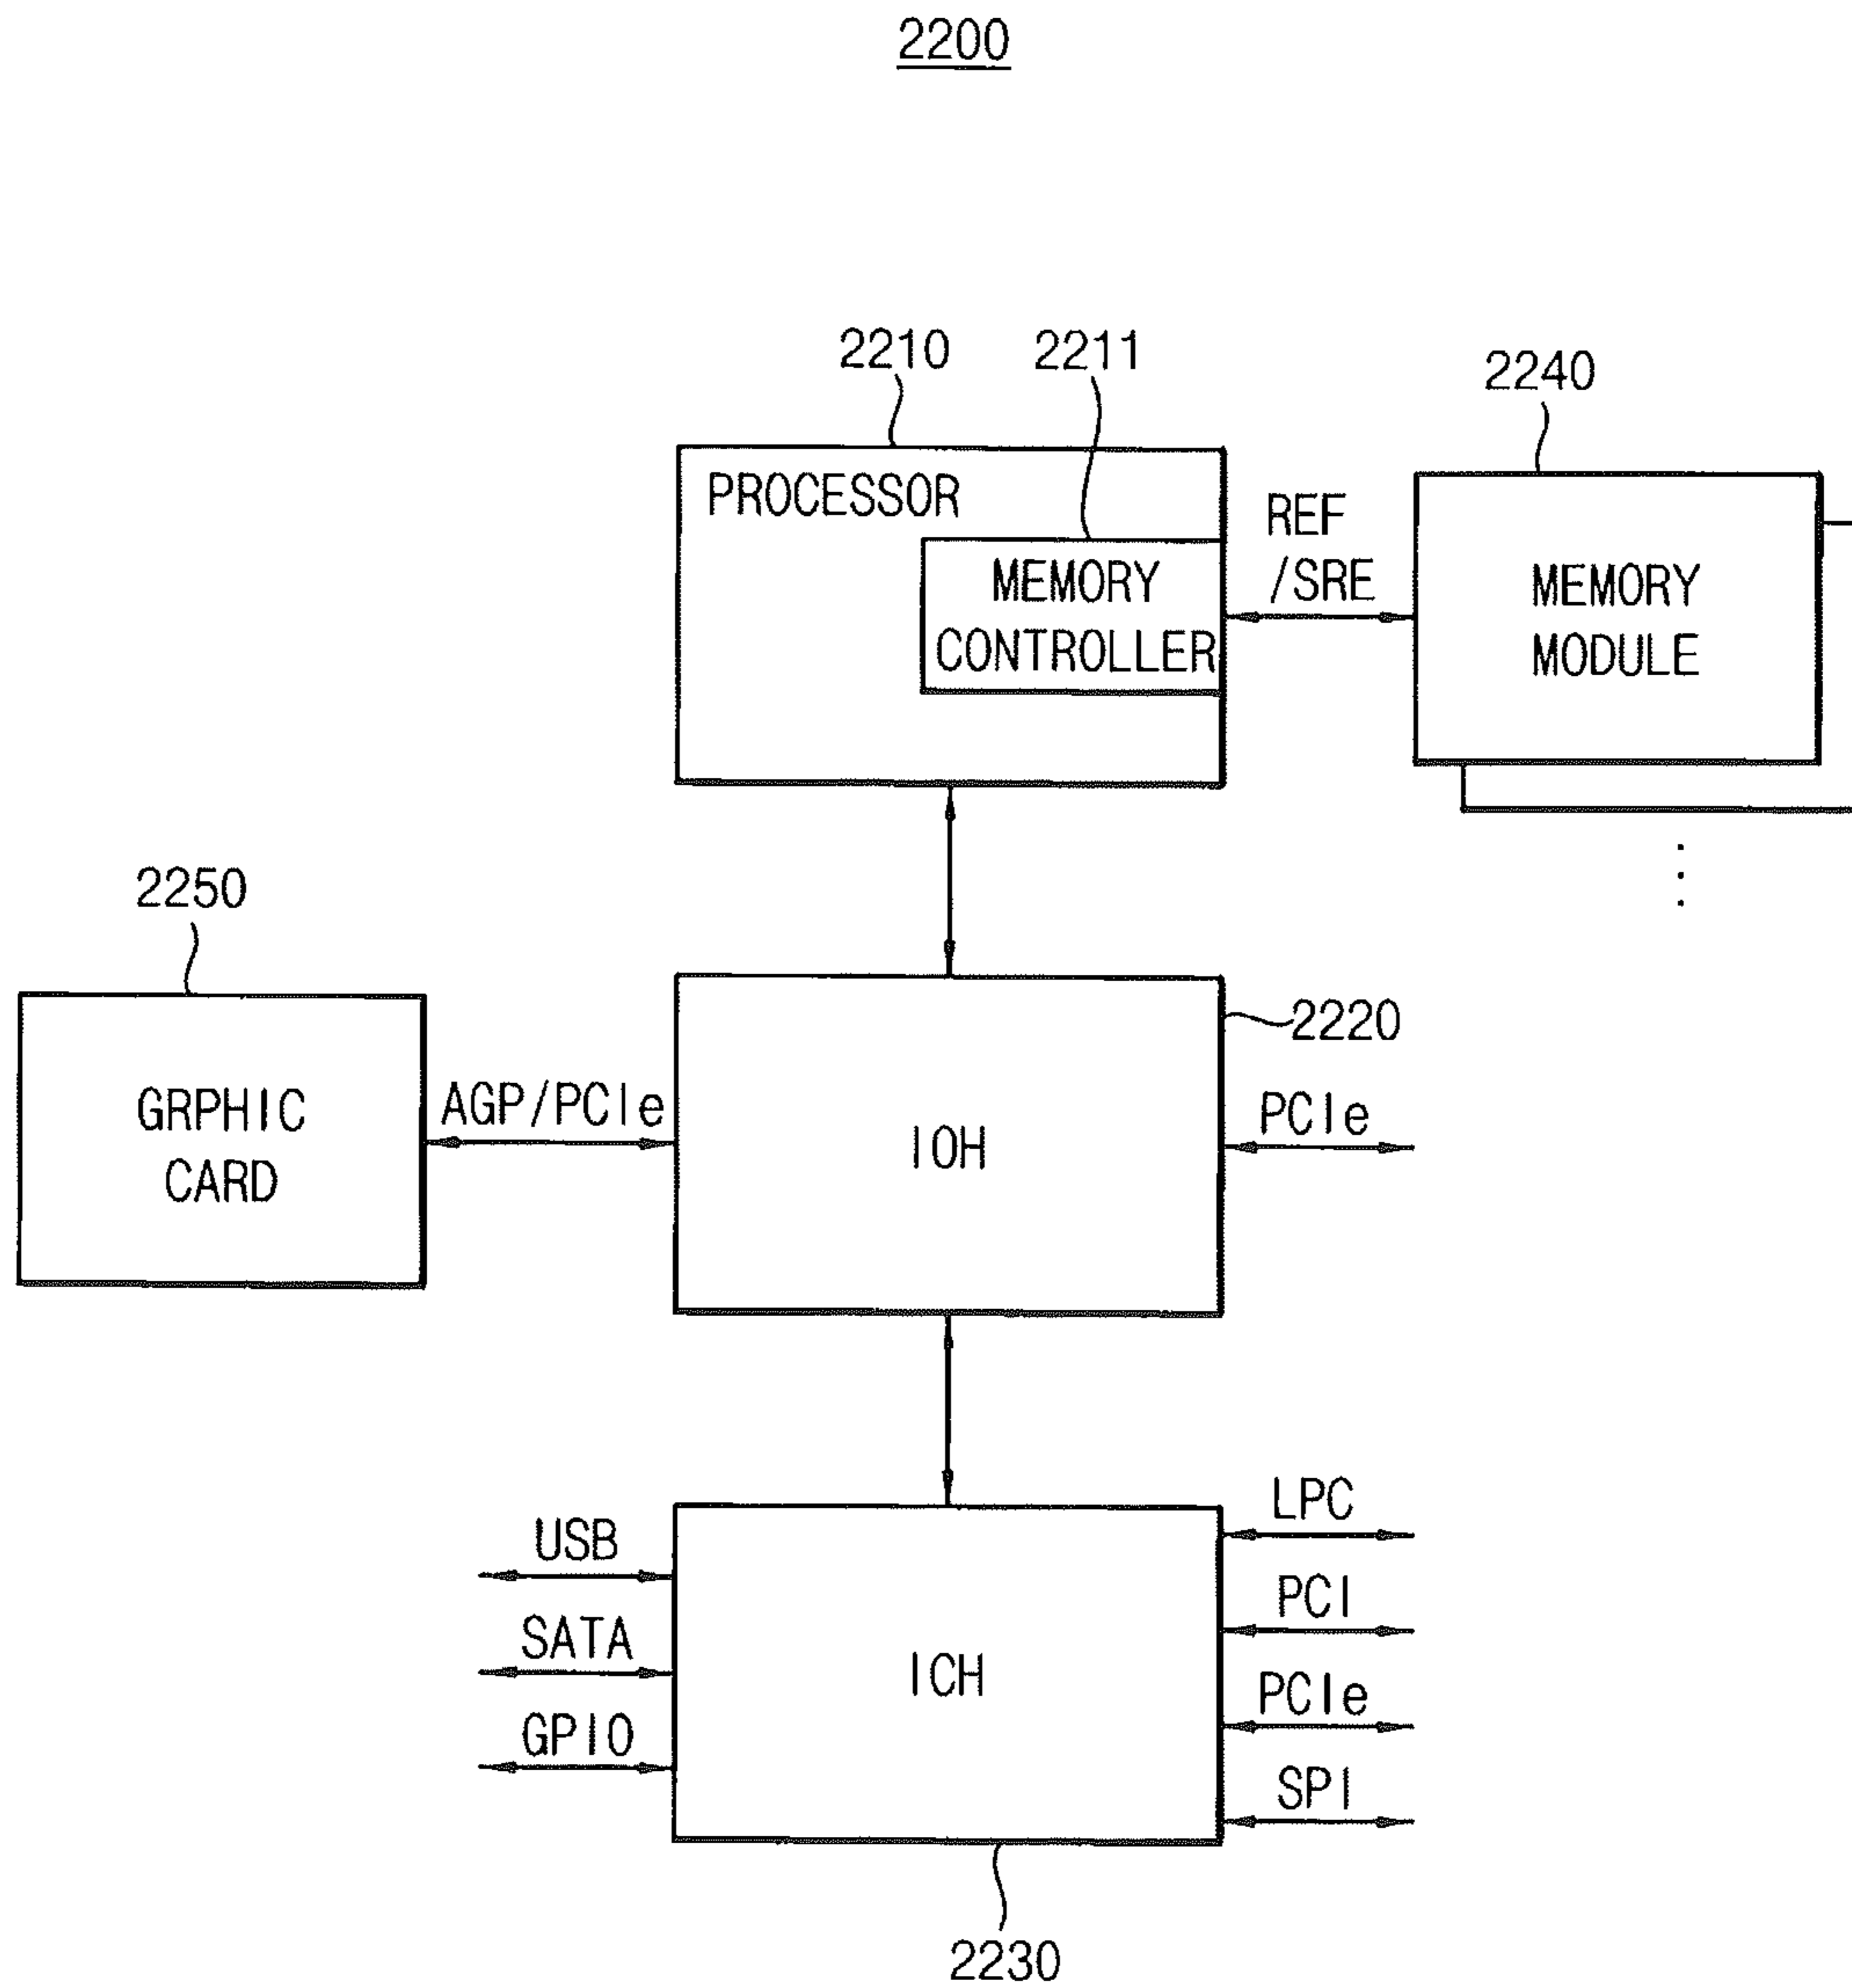 2200
2210
2211
2240
PROCESSOR
MEMORY
CONTROLLER
REF
/SRE
MEMORY
MODULE
2250
GRPHIC
CARD
AGP/PCIe
2220
IOH
PCIe
USB
SATA
GPIO
ICH
LPC
PCI
PCIe
SPI
2230